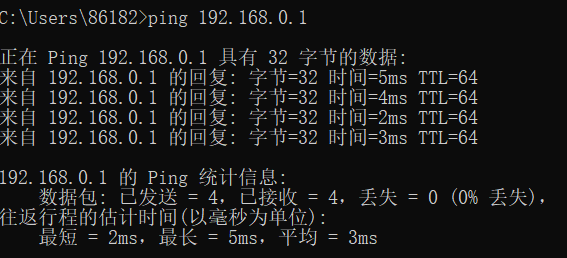 C:\Users\86182>ping 192.168.0.1
正在 Ping 192.168.0.1 具有 32 字节的数据:
来自 192.168.0.1 的回复: 字节=32 时间=5ms TTL=64
来自 192.168.0.1 的回复: 字节=32 时间=4ms TTL=64
来自 192.168.0.1 的回复: 字节=32 时间=2ms TTL=64
来自 192.168.0.1 的回复: 字节=32 时间=3ms TTL=64
192.168.0.1 的 Ping 统计信息:
数据包: 已发送 = 4，已接收 = 4，丢失 = 0 (0% 丢失)，
往返行程的估计时间(以毫秒为单位):
最短 = 2ms，最长 = 5ms，平均 = 3ms